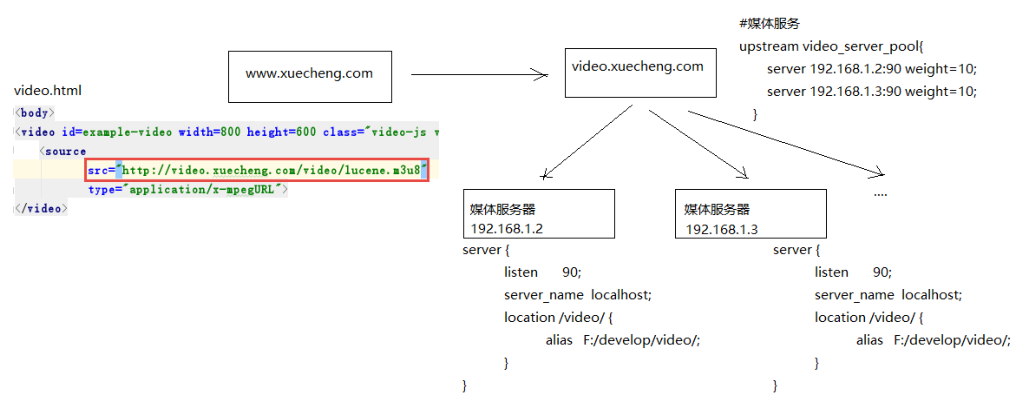 #媒体服务
upstream video_server_pool{
server 192.168.1.2:90 weight=10;
server 192.168.1.3:90 weight=10;
}
www.xuecheng.com
video.xuecheng.com
video.html
<body>
<video id=example-video width=800 height=600 class="video-js v
<source
src="http://video.xuecheng.com/video/lucene.m3u8"
type="application/x-mpegURL">
</video>
媒体服务器
192.168.1.2
媒体服务器
192.168.1.3
....
server {
listen 90;
server_name localhost;
location /video/ {
alias F:/develop/video/;
}
}
server {
listen 90;
server_name localhost;
location /video/ {
alias F:/develop/video/;
}
}